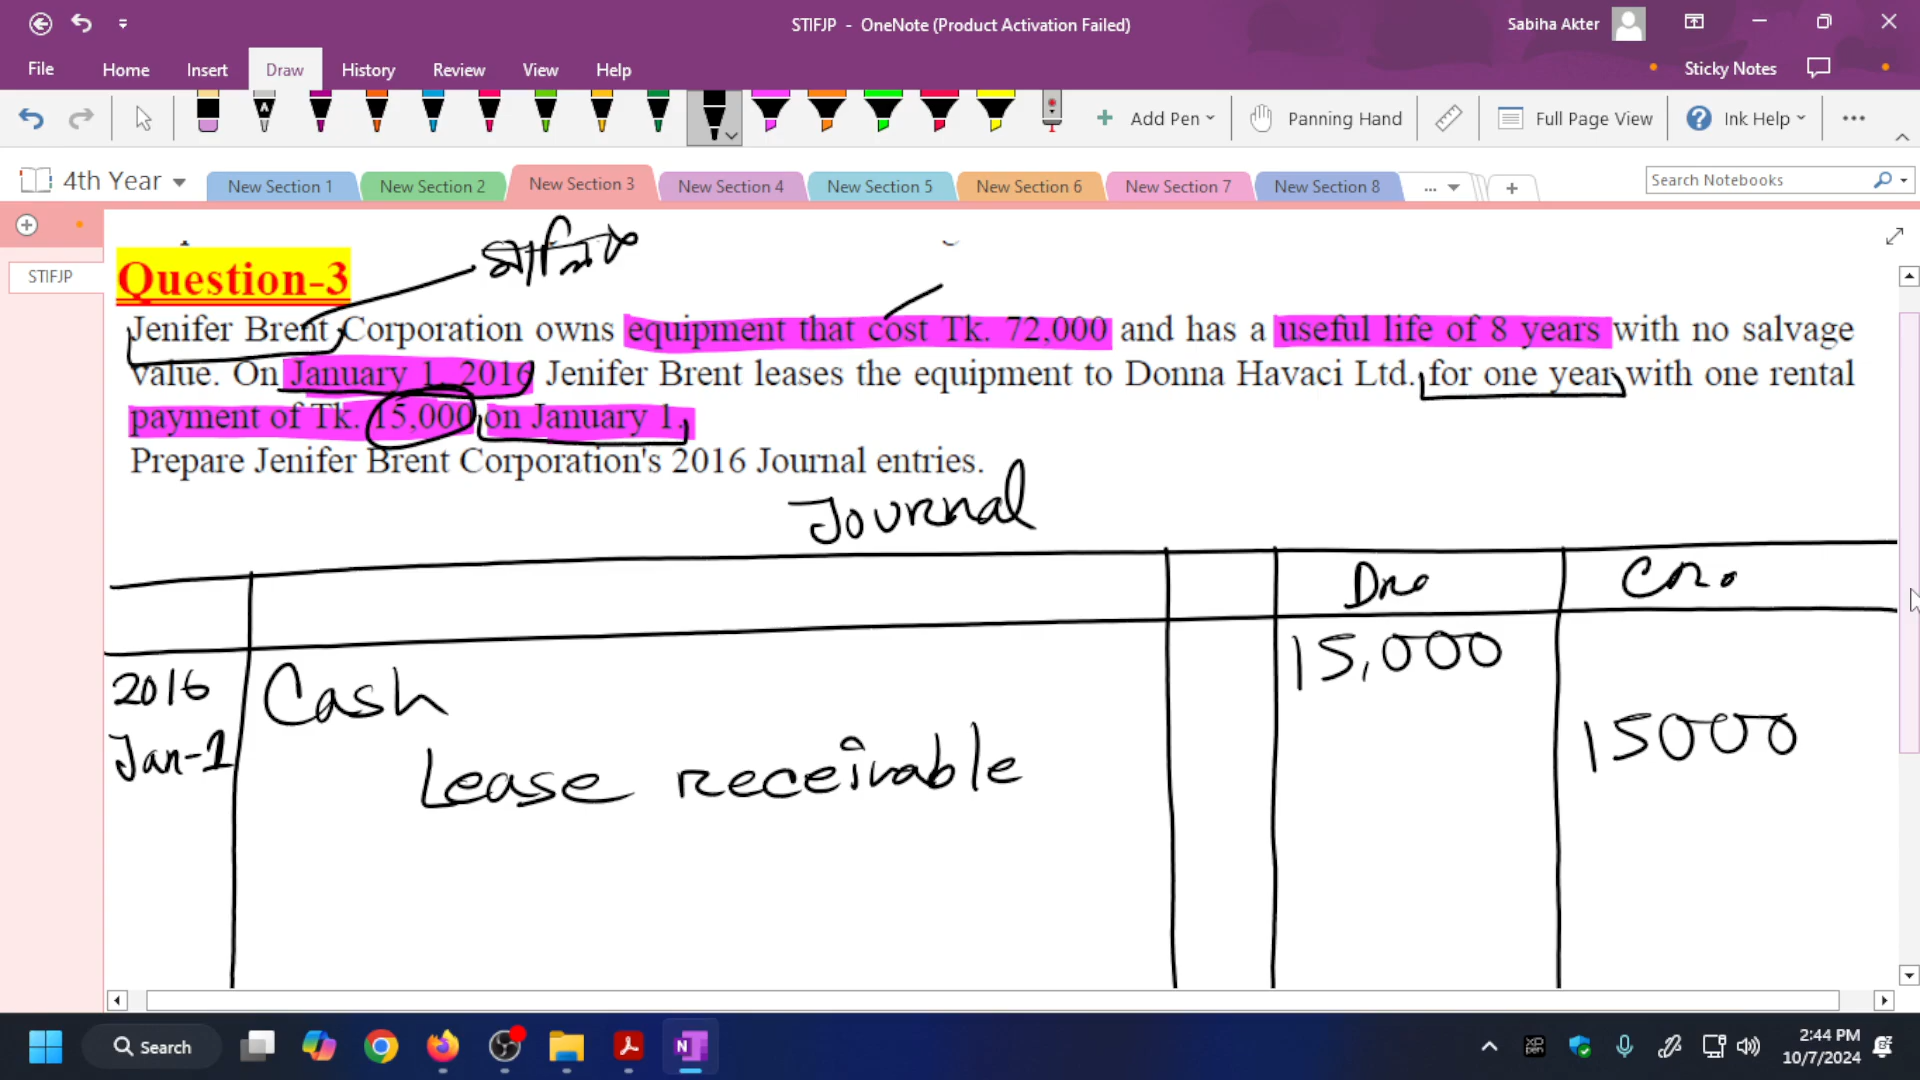 STIFJP - OneNote (Product Activation Failed)
Sabiha Akter
File Home Insert Draw History Review View Help
Sticky Notes
A
Add Pen
Panning Hand
Full Page View
Ink Help
4th Year
New Section 1 New Section 2 New Section 3 New Section 4 New Section 5 New Section 6 New Section 7 New Section 8
Search Notebooks
STIFJP
মালিক
Question-3
Jenifer Brent Corporation owns equipment that cost Tk. 72,000 and has a useful life of 8 years with no salvage
value. On January 1, 2016 Jenifer Brent leases the equipment to Donna Havaci Ltd. for one year with one rental
payment of Tk. 15,000 on January 1.
Prepare Jenifer Brent Corporation's 2016 Journal entries.
Journal
Dr. Cr.
2016 Cash 15,000
Jan-1 Lease receivable 15000
Search
2:44 PM
10/7/2024